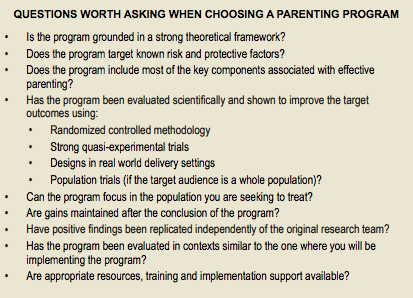 QUESTIONS WORTH ASKING WHEN CHOOSING A PARENTING PROGRAM
• Is the program grounded in a strong theoretical framework?
• Does the program target known risk and protective factors?
• Does the program include most of the key components associated with effective
parenting?
• Has the program been evaluated scientifically and shown to improve the target
outcomes using:
• Randomized controlled methodology
• Strong quasi-experimental trials
• Designs in real world delivery settings
• Population trials (if the target audience is a whole population)?
• Can the program focus in the population you are seeking to treat?
• Are gains maintained after the conclusion of the program?
• Have positive findings been replicated independently of the original research team?
• Has the program been evaluated in contexts similar to the one where you will be
implementing the program?
• Are appropriate resources, training and implementation support available?